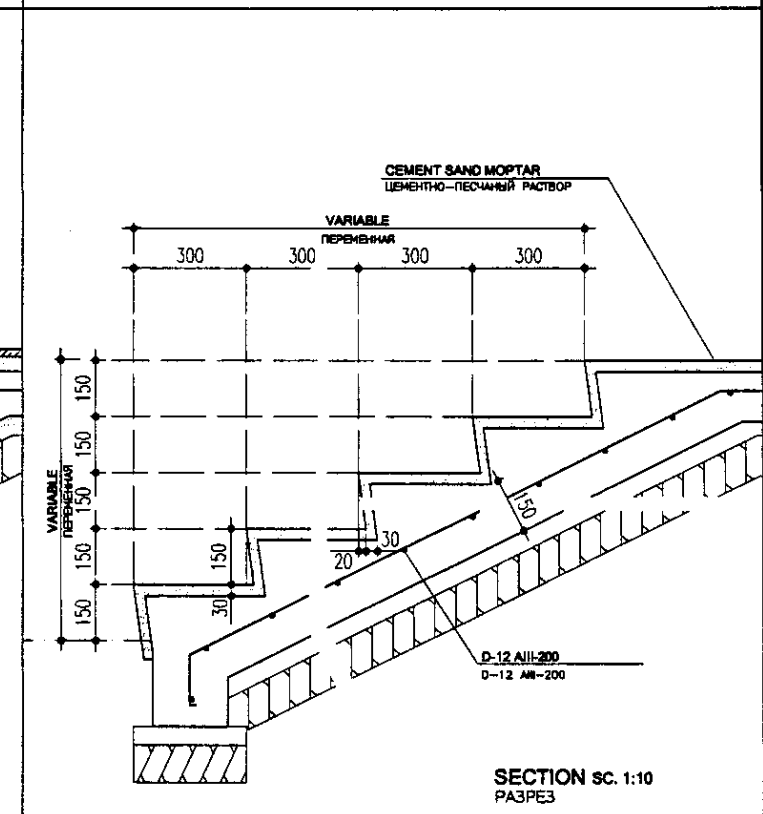 CEMENT SAND MOPTAR
ЦЕМЕНТНО-ПЕСЧАНЫЙ РАСТВОР
VARIABLE
ПЕРЕМЕННАЯ
300 300 300 300
150
150
150
150
150
VARIABLE
ПЕРЕМЕННАЯ
150
150
30
20
30
D-12 AIII-200
D-12 AIII-200
SECTION SC. 1:10
РАЗРЕЗ